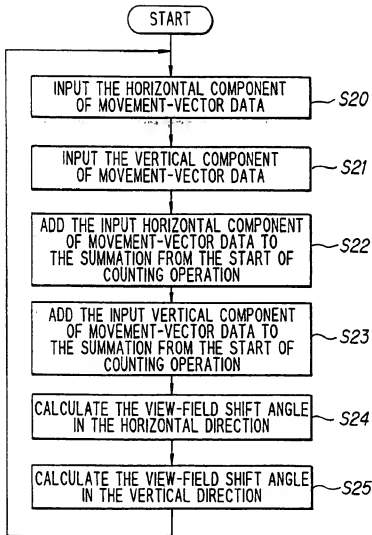 START
INPUT THE HORIZONTAL COMPONENT
OF MOVEMENT-VECTOR DATA
S20
INPUT THE VERTICAL COMPONENT
OF MOVEMENT-VECTOR DATA
S21
ADD THE INPUT HORIZONTAL COMPONENT
OF MOVEMENT-VECTOR DATA TO
THE SUMMATION FROM THE START OF
COUNTING OPERATION
S22
ADD THE INPUT VERTICAL COMPONENT
OF MOVEMENT-VECTOR DATA TO
THE SUMMATION FROM THE START OF
COUNTING OPERATION
S23
CALCULATE THE VIEW-FIELD SHIFT ANGLE
IN THE HORIZONTAL DIRECTION
S24
CALCULATE THE VIEW-FIELD SHIFT ANGLE
IN THE VERTICAL DIRECTION
S25